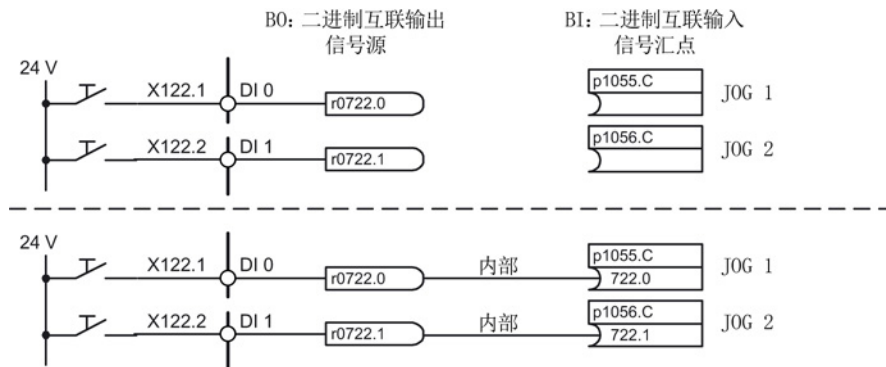 BO: 二进制互联输出
信号源
BI: 二进制互联输入
信号汇点
24 V
X122.1 DI 0 r0722.0 p1055.C JOG 1
X122.2 DI 1 r0722.1 p1056.C JOG 2
24 V
X122.1 DI 0 r0722.0 内部 p1055.C 722.0 JOG 1
X122.2 DI 1 r0722.1 内部 p1056.C 722.1 JOG 2